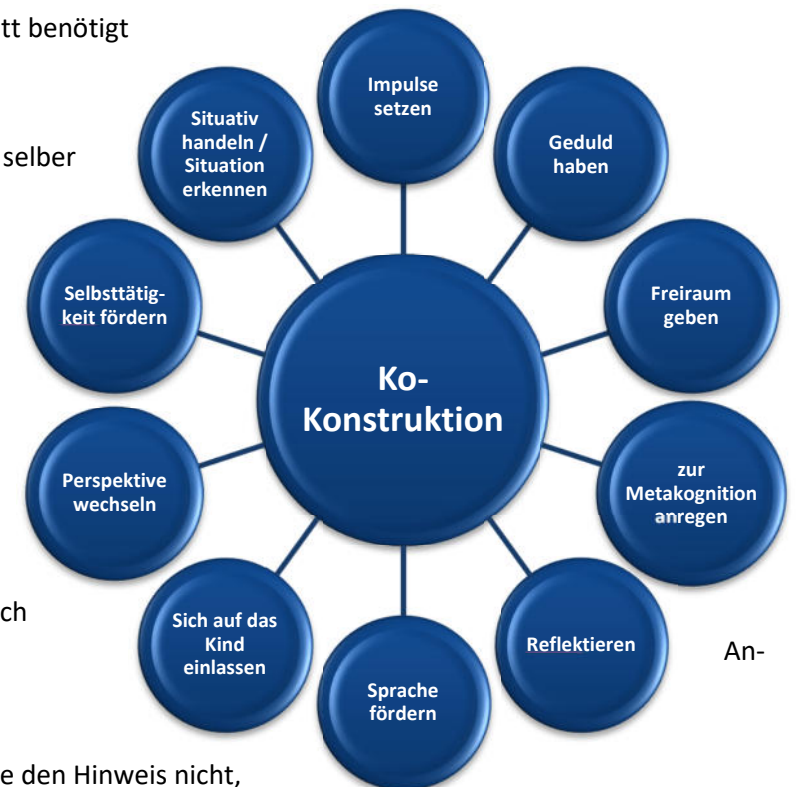 tt benötigt
selber
ch
An-
e den Hinweis nicht,
Ko-
Konstruktion
Impulse
setzen
Geduld
haben
Freiraum
geben
zur
Metakognition
anregen
Reflektieren
Sprache
fördern
Sich auf das
Kind
einlassen
Perspektive
wechseln
Selbsttätig-
keit fördern
Situativ
handeln /
Situation
erkennen